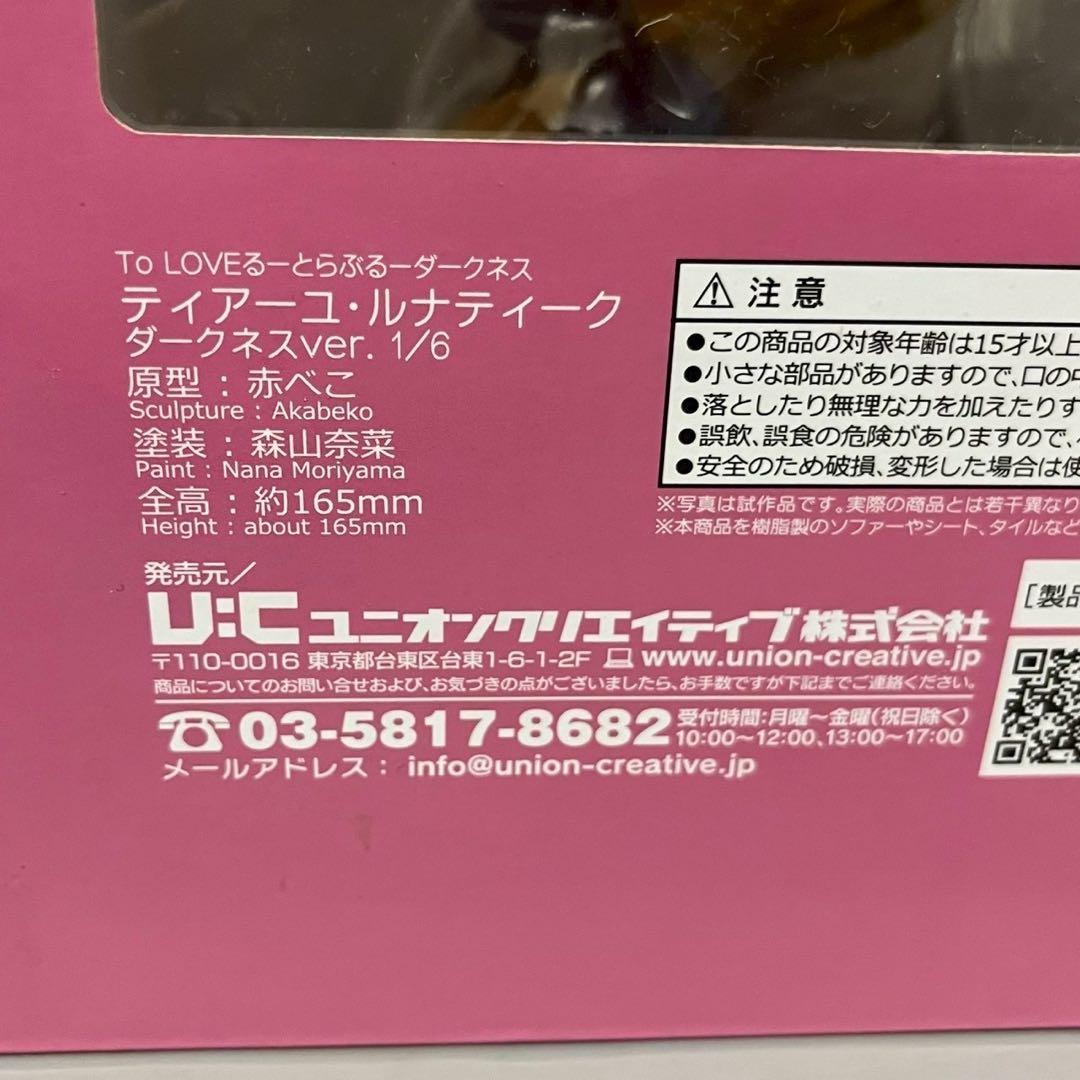 To LOVEるーとらぶるーダークネス
ティアーユ・ルナティーク
ダークネスver. 1/6
原型 : 赤べこ
Sculpture : Akabeko
塗装 : 森山奈菜
Paint : Nana Moriyama
全高 : 約165mm
Height : about 165mm
発売元/
U:C ユニオンクリエイティブ株式会社
〒110-0016 東京都台東区台東1-6-1-2F www.union-creative.jp
商品についてのお問い合せおよび、お気づきの点がございましたら、お手数ですが下記までご連絡ください。
03-5817-8682 受付時間:月曜〜金曜(祝日除く)
10:00〜12:00、13:00〜17:00
メールアドレス : info@union-creative.jp
注意
●この商品の対象年齢は15才以上
●小さな部品がありますので、口の中
●落としたり無理な力を加えたりす
●誤飲、誤食の危険がありますので、
●安全のため破損、変形した場合は使
※写真は試作品です。実際の商品とは若干異なり
※本商品を樹脂製のソファーやシート、タイルなど
[製品